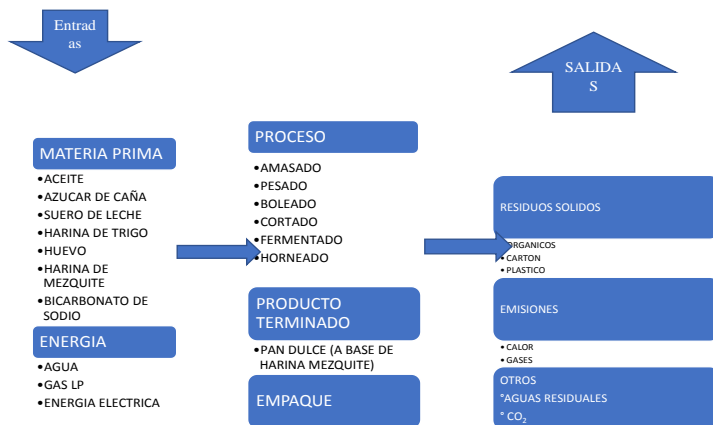 Entrad
as
SALIDA
S
MATERIA PRIMA
•ACEITE
•AZUCAR DE CAÑA
•SUERO DE LECHE
•HARINA DE TRIGO
•HUEVO
•HARINA DE
MEZQUITE
•BICARBONATO DE
SODIO
ENERGIA
•AGUA
•GAS LP
•ENERGIA ELECTRICA
PROCESO
•AMASADO
•PESADO
•BOLEADO
•CORTADO
•FERMENTADO
•HORNEADO
PRODUCTO
TERMINADO
•PAN DULCE (A BASE DE
HARINA MEZQUITE)
EMPAQUE
RESIDUOS SOLIDOS
•ORGANICOS
•CARTON
•PLASTICO
EMISIONES
•CALOR
•GASES
OTROS
°AGUAS RESIDUALES
° CO₂